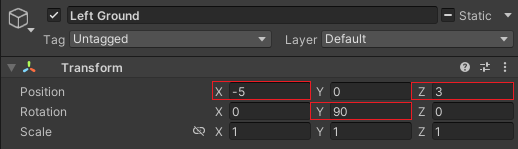 Left Ground Static
Tag Untagged Layer Default
Transform
Position X -5 Y 0 Z 3
Rotation X 0 Y 90 Z 0
Scale X 1 Y 1 Z 1